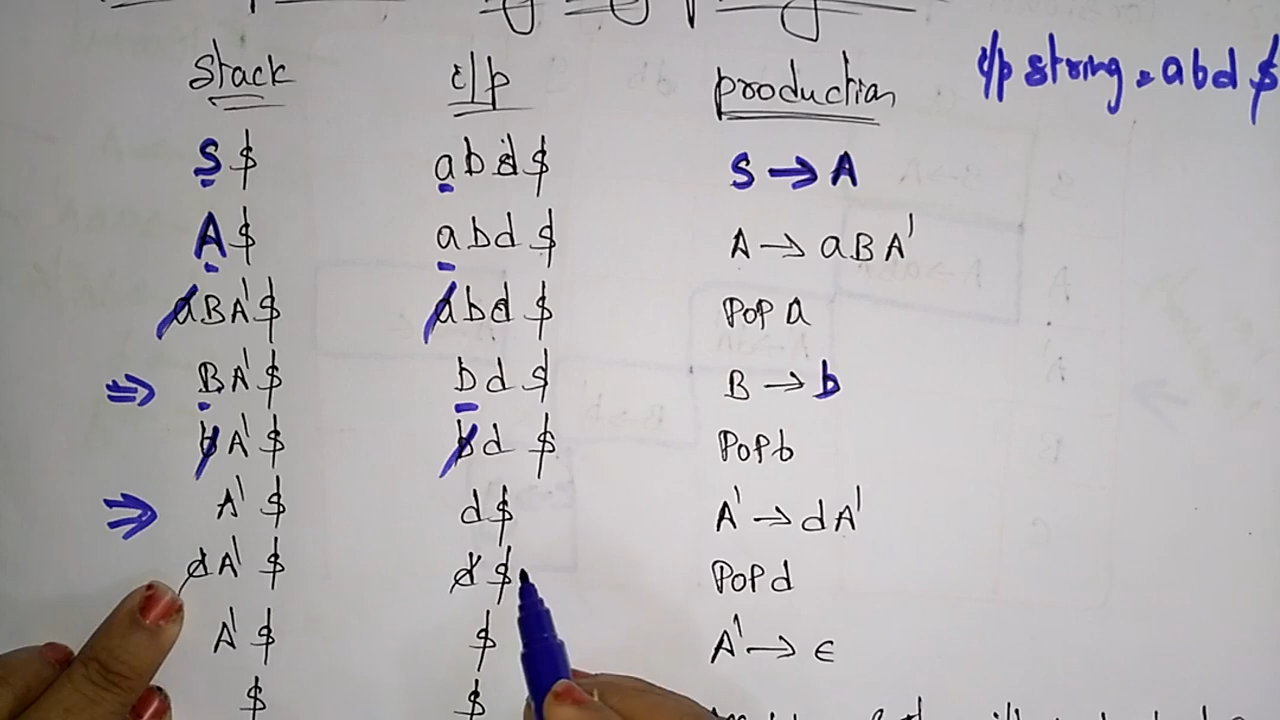 Stack i/p production i/p string = abd $
S $ abd $ S → A
A $ abd $ A → aBA'
aBA' $ abd $ POP a
⇒ BA' $ bd $ B → b
bA' $ bd $ POP b
⇒ A' $ d $ A' → dA'
dA' $ d $ POP d
A' $ $ A' → ε
$ $